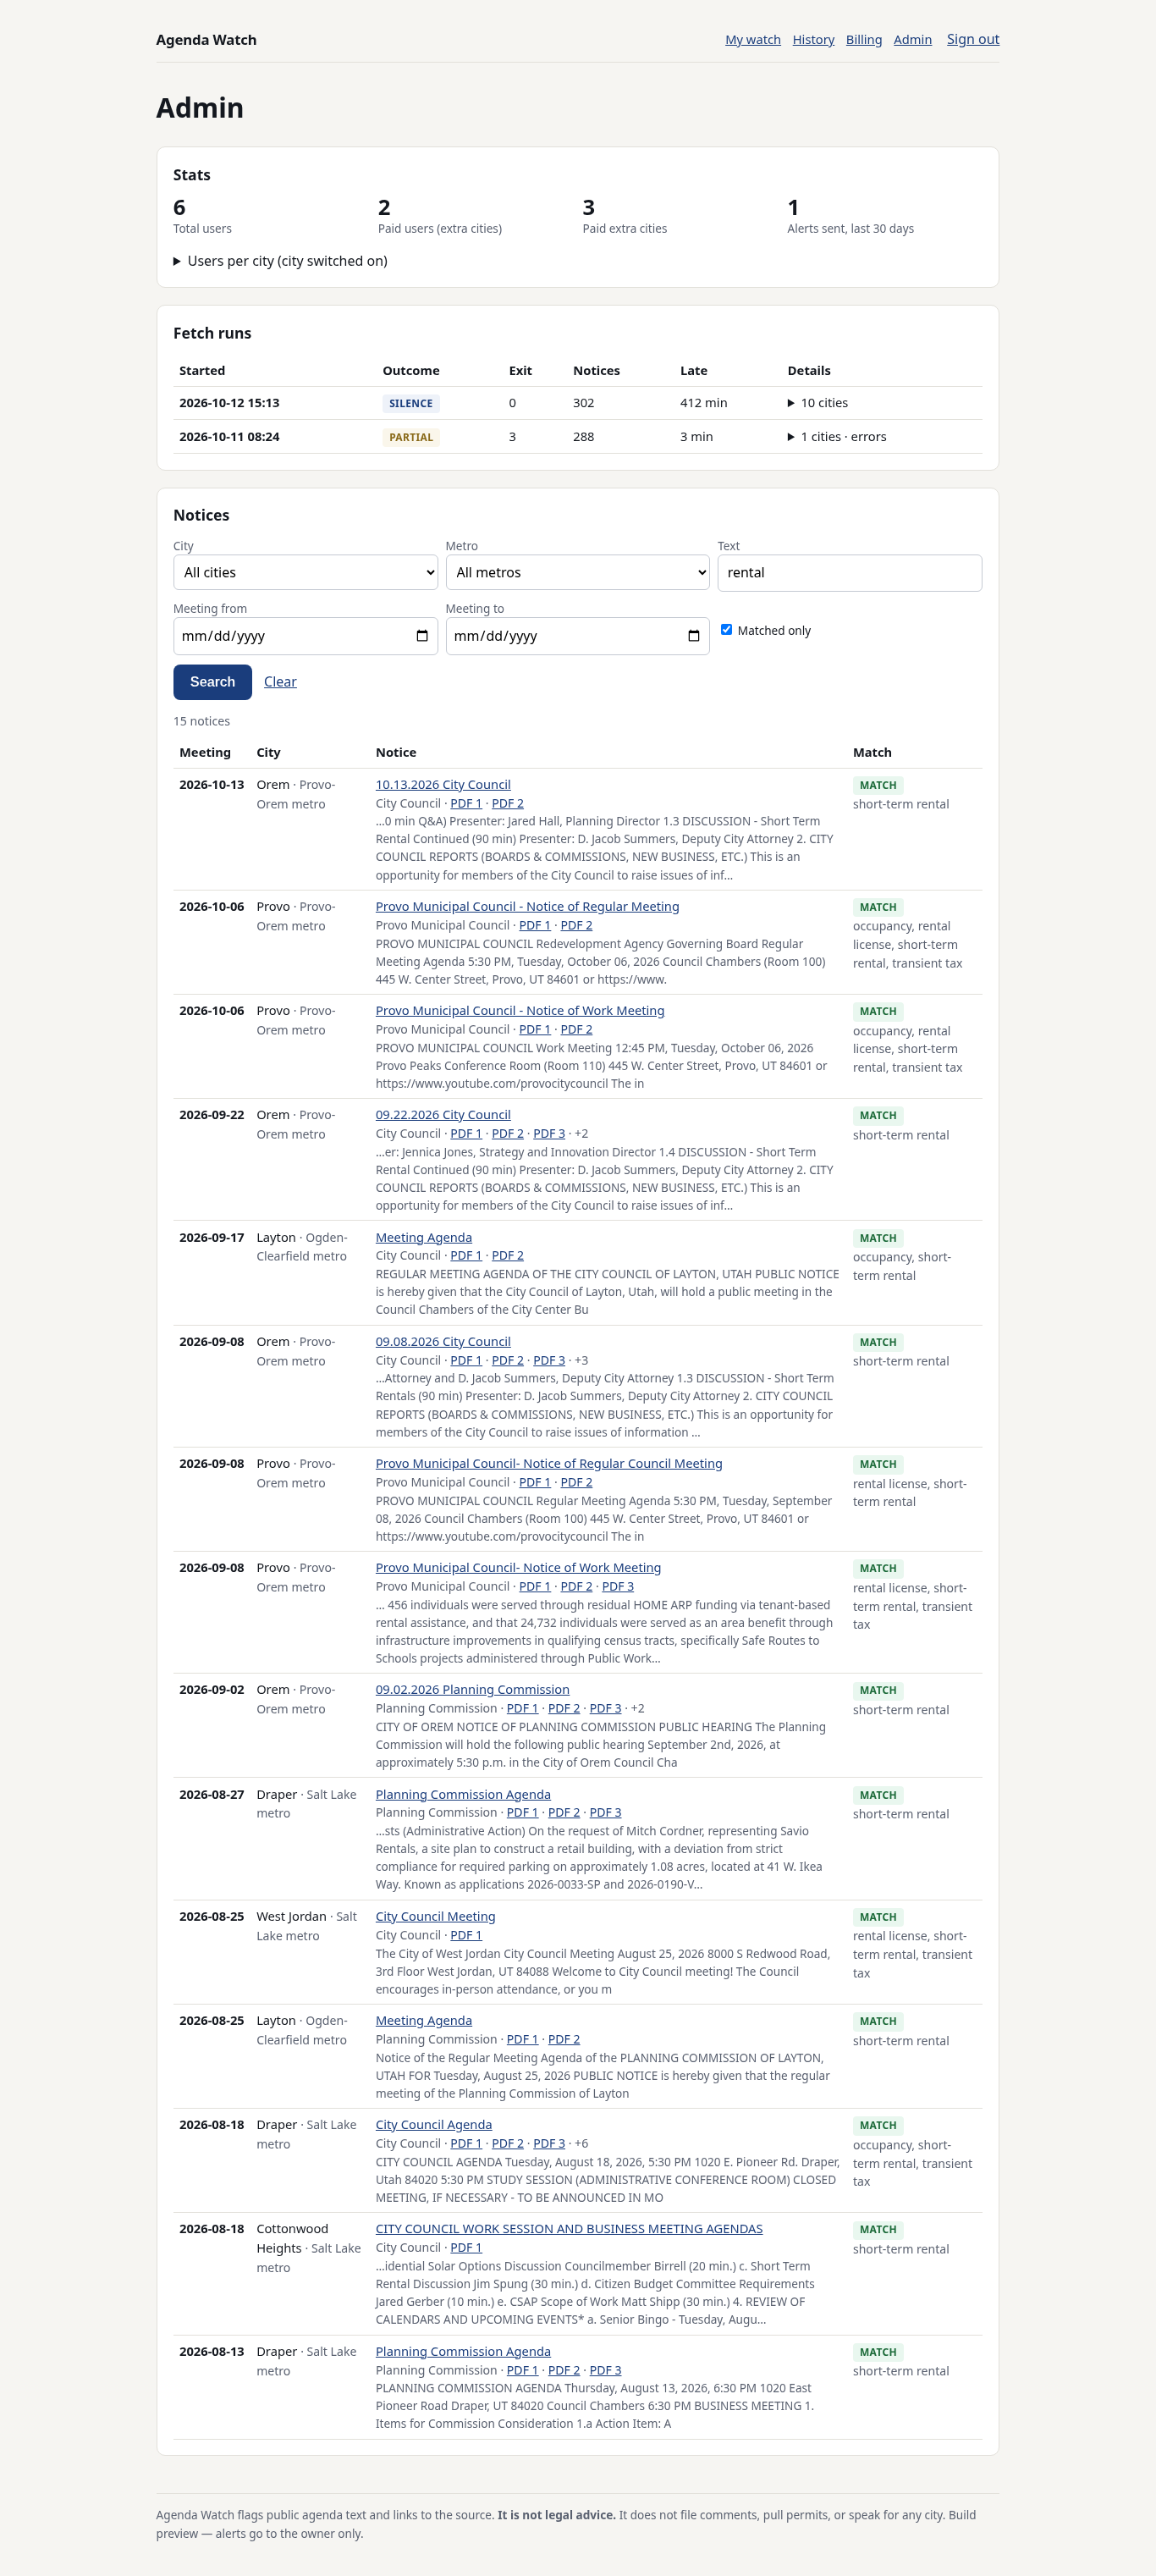 Agenda Watch
My watch History Billing Admin Sign out
Admin
Stats
6 2 3 1
Total users Paid users (extra cities) Paid extra cities Alerts sent, last 30 days
▶ Users per city (city switched on)
Fetch runs
Started Outcome Exit Notices Late Details
2026-10-12 15:13 SILENCE 0 302 412 min ▶ 10 cities
2026-10-11 08:24 PARTIAL 3 288 3 min ▶ 1 cities · errors
Notices
City Metro Text
All cities All metros rental
Meeting from Meeting to
mm/dd/yyyy mm/dd/yyyy Matched only
Search Clear
15 notices
Meeting City Notice Match
2026-10-13 Orem · Provo- 10.13.2026 City Council MATCH
Orem metro City Council · PDF 1 · PDF 2 short-term rental
...0 min Q&A) Presenter: Jared Hall, Planning Director 1.3 DISCUSSION - Short Term
Rental Continued (90 min) Presenter: D. Jacob Summers, Deputy City Attorney 2. CITY
COUNCIL REPORTS (BOARDS & COMMISSIONS, NEW BUSINESS, ETC.) This is an
opportunity for members of the City Council to raise issues of inf...
2026-10-06 Provo · Provo- Provo Municipal Council - Notice of Regular Meeting MATCH
Orem metro Provo Municipal Council · PDF 1 · PDF 2 occupancy, rental
PROVO MUNICIPAL COUNCIL Redevelopment Agency Governing Board Regular license, short-term
Meeting Agenda 5:30 PM, Tuesday, October 06, 2026 Council Chambers (Room 100) rental, transient tax
445 W. Center Street, Provo, UT 84601 or https://www.
2026-10-06 Provo · Provo- Provo Municipal Council - Notice of Work Meeting MATCH
Orem metro Provo Municipal Council · PDF 1 · PDF 2 occupancy, rental
PROVO MUNICIPAL COUNCIL Work Meeting 12:45 PM, Tuesday, October 06, 2026 license, short-term
Provo Peaks Conference Room (Room 110) 445 W. Center Street, Provo, UT 84601 or rental, transient tax
https://www.youtube.com/provocitycouncil The in
2026-09-22 Orem · Provo- 09.22.2026 City Council MATCH
Orem metro City Council · PDF 1 · PDF 2 · PDF 3 · +2 short-term rental
...er: Jennica Jones, Strategy and Innovation Director 1.4 DISCUSSION - Short Term
Rental Continued (90 min) Presenter: D. Jacob Summers, Deputy City Attorney 2. CITY
COUNCIL REPORTS (BOARDS & COMMISSIONS, NEW BUSINESS, ETC.) This is an
opportunity for members of the City Council to raise issues of inf...
2026-09-17 Layton · Ogden- Meeting Agenda MATCH
Clearfield metro City Council · PDF 1 · PDF 2 occupancy, short-
REGULAR MEETING AGENDA OF THE CITY COUNCIL OF LAYTON, UTAH PUBLIC NOTICE term rental
is hereby given that the City Council of Layton, Utah, will hold a public meeting in the
Council Chambers of the City Center Bu
2026-09-08 Orem · Provo- 09.08.2026 City Council MATCH
Orem metro City Council · PDF 1 · PDF 2 · PDF 3 · +3 short-term rental
...Attorney and D. Jacob Summers, Deputy City Attorney 1.3 DISCUSSION - Short Term
Rentals (90 min) Presenter: D. Jacob Summers, Deputy City Attorney 2. CITY COUNCIL
REPORTS (BOARDS & COMMISSIONS, NEW BUSINESS, ETC.) This is an opportunity for
members of the City Council to raise issues of information ...
2026-09-08 Provo · Provo- Provo Municipal Council- Notice of Regular Council Meeting MATCH
Orem metro Provo Municipal Council · PDF 1 · PDF 2 rental license, short-
PROVO MUNICIPAL COUNCIL Regular Meeting Agenda 5:30 PM, Tuesday, September term rental
08, 2026 Council Chambers (Room 100) 445 W. Center Street, Provo, UT 84601 or
https://www.youtube.com/provocitycouncil The in
2026-09-08 Provo · Provo- Provo Municipal Council- Notice of Work Meeting MATCH
Orem metro Provo Municipal Council · PDF 1 · PDF 2 · PDF 3 rental license, short-
... 456 individuals were served through residual HOME ARP funding via tenant-based term rental, transient
rental assistance, and that 24,732 individuals were served as an area benefit through tax
infrastructure improvements in qualifying census tracts, specifically Safe Routes to
Schools projects administered through Public Work...
2026-09-02 Orem · Provo- 09.02.2026 Planning Commission MATCH
Orem metro Planning Commission · PDF 1 · PDF 2 · PDF 3 · +2 short-term rental
CITY OF OREM NOTICE OF PLANNING COMMISSION PUBLIC HEARING The Planning
Commission will hold the following public hearing September 2nd, 2026, at
approximately 5:30 p.m. in the City of Orem Council Cha
2026-08-27 Draper · Salt Lake Planning Commission Agenda MATCH
metro Planning Commission · PDF 1 · PDF 2 · PDF 3 short-term rental
...sts (Administrative Action) On the request of Mitch Cordner, representing Savio
Rentals, a site plan to construct a retail building, with a deviation from strict
compliance for required parking on approximately 1.08 acres, located at 41 W. Ikea
Way. Known as applications 2026-0033-SP and 2026-0190-V...
2026-08-25 West Jordan · Salt City Council Meeting MATCH
Lake metro City Council · PDF 1 rental license, short-
The City of West Jordan City Council Meeting August 25, 2026 8000 S Redwood Road, term rental, transient
3rd Floor West Jordan, UT 84088 Welcome to City Council meeting! The Council tax
encourages in-person attendance, or you m
2026-08-25 Layton · Ogden- Meeting Agenda MATCH
Clearfield metro Planning Commission · PDF 1 · PDF 2 short-term rental
Notice of the Regular Meeting Agenda of the PLANNING COMMISSION OF LAYTON,
UTAH FOR Tuesday, August 25, 2026 PUBLIC NOTICE is hereby given that the regular
meeting of the Planning Commission of Layton
2026-08-18 Draper · Salt Lake City Council Agenda MATCH
metro City Council · PDF 1 · PDF 2 · PDF 3 · +6 occupancy, short-
CITY COUNCIL AGENDA Tuesday, August 18, 2026, 5:30 PM 1020 E. Pioneer Rd. Draper, term rental, transient
Utah 84020 5:30 PM STUDY SESSION (ADMINISTRATIVE CONFERENCE ROOM) CLOSED tax
MEETING, IF NECESSARY - TO BE ANNOUNCED IN MO
2026-08-18 Cottonwood CITY COUNCIL WORK SESSION AND BUSINESS MEETING AGENDAS MATCH
Heights · Salt Lake City Council · PDF 1 short-term rental
metro ...idential Solar Options Discussion Councilmember Birrell (20 min.) c. Short Term
Rental Discussion Jim Spung (30 min.) d. Citizen Budget Committee Requirements
Jared Gerber (10 min.) e. CSAP Scope of Work Matt Shipp (30 min.) 4. REVIEW OF
CALENDARS AND UPCOMING EVENTS* a. Senior Bingo - Tuesday, Augu...
2026-08-13 Draper · Salt Lake Planning Commission Agenda MATCH
metro Planning Commission · PDF 1 · PDF 2 · PDF 3 short-term rental
PLANNING COMMISSION AGENDA Thursday, August 13, 2026, 6:30 PM 1020 East
Pioneer Road Draper, UT 84020 Council Chambers 6:30 PM BUSINESS MEETING 1.
Items for Commission Consideration 1.a Action Item: A
Agenda Watch flags public agenda text and links to the source. It is not legal advice. It does not file comments, pull permits, or speak for any city. Build
preview — alerts go to the owner only.